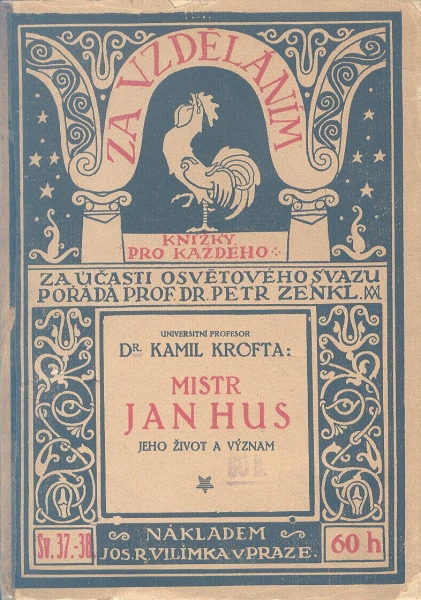 ZA VZDĚLÁNÍM
KNÍŽKY
PRO KAŽDÉHO
ZA ÚČASTI OSVĚTOVÉHO SVAZU
POŘÁDÁ PROF. DR. PETR ZENKL.
UNIVERSITNÍ PROFESOR
DR. KAMIL KROFTA:
MISTR
JAN HUS
JEHO ŽIVOT A VÝZNAM
Sv. 37.-38.
NÁKLADEM
JOS. R. VILÍMKA V PRAZE.
60 h